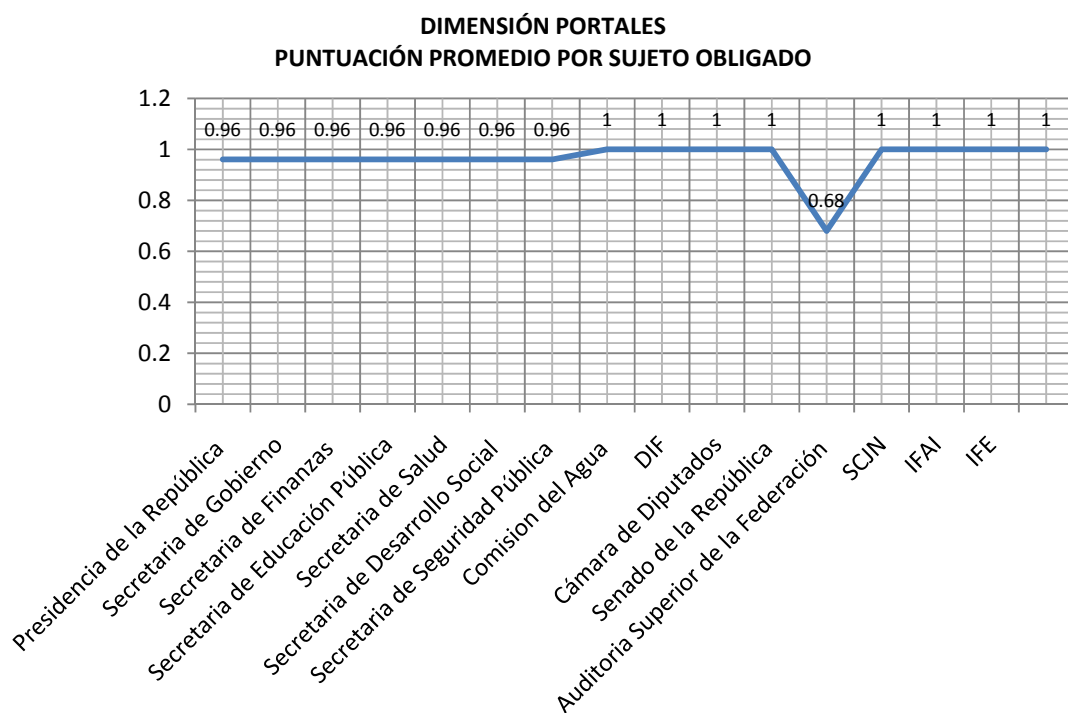 DIMENSIÓN PORTALES
PUNTUACIÓN PROMEDIO POR SUJETO OBLIGADO
1.2
1
0.8
0.6
0.4
0.2
0
0.96 0.96 0.96 0.96 0.96 0.96 0.96 1 1 1 1 0.68 1 1 1 1
Presidencia de la República
Secretaria de Gobierno
Secretaria de Finanzas
Secretaria de Educación Pública
Secretaria de Salud
Secretaria de Desarrollo Social
Secretaria de Seguridad Pública
Comision del Agua
DIF
Cámara de Diputados
Senado de la República
Auditoria Superior de la Federación
SCJN
IFAI
IFE